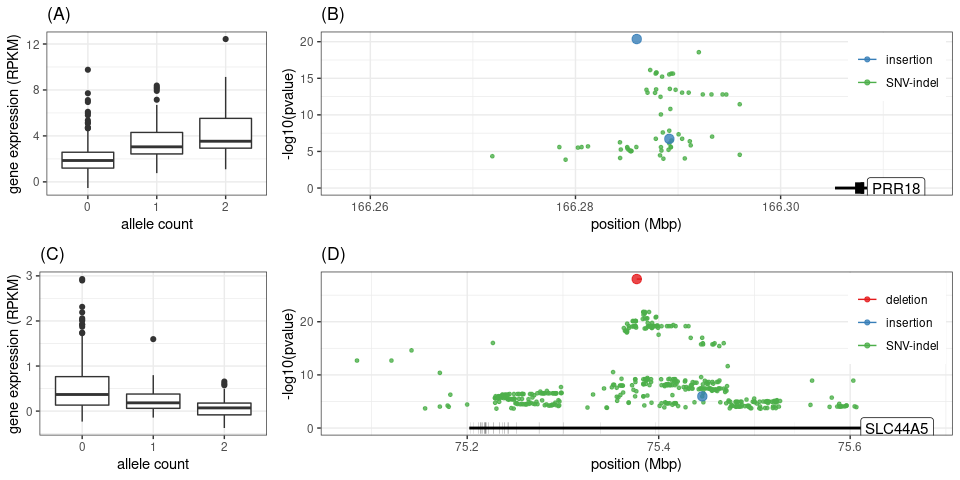 (A)
gene expression (RPKM)
12
8
4
0
0 1 2
allele count
(B)
-log10(pvalue)
20
15
10
5
0
insertion
SNV-indel
PRR18
166.26 166.28 166.30
position (Mbp)
(C)
gene expression (RPKM)
3
2
1
0
0 1 2
allele count
(D)
-log10(pvalue)
20
10
0
deletion
insertion
SNV-indel
SLC44A5
75.2 75.4 75.6
position (Mbp)